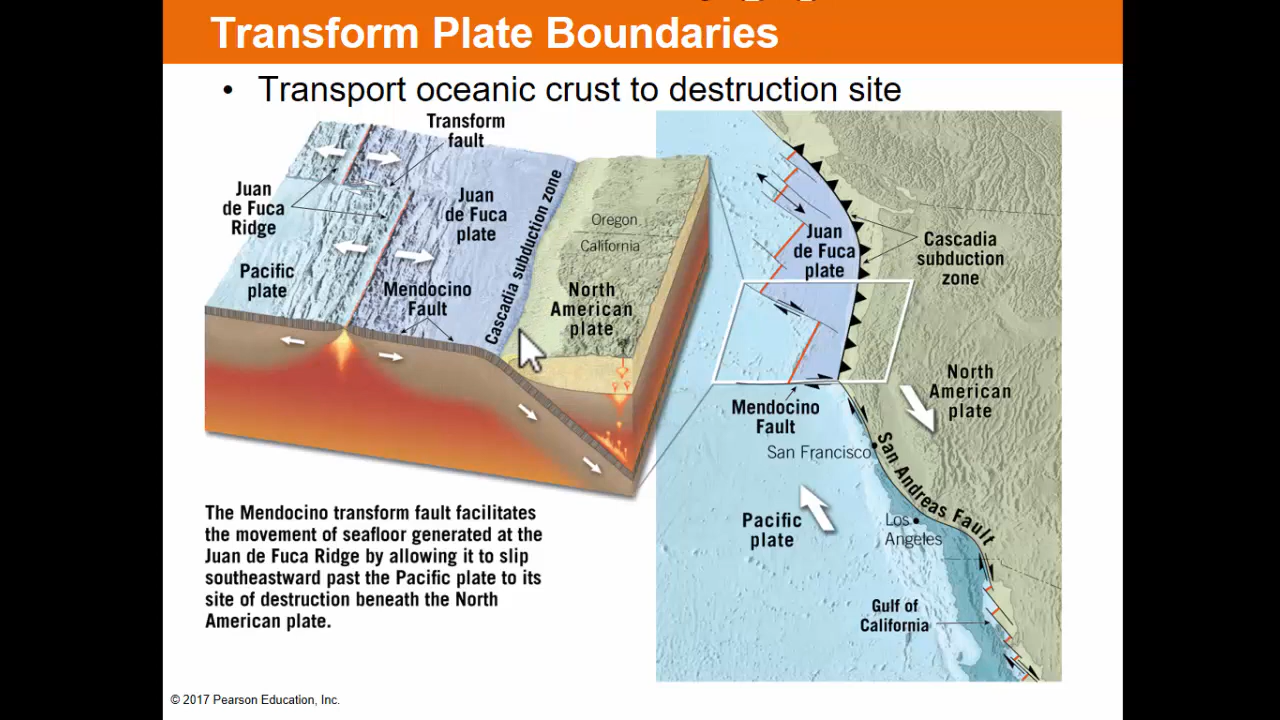 Transform Plate Boundaries
• Transport oceanic crust to destruction site
Transform
fault
Juan
de Fuca
Ridge
Juan
de Fuca
plate
Pacific
plate
Mendocino
Fault
Cascadia subduction zone
Oregon
California
North
American
plate
Juan
de Fuca
plate
Cascadia
subduction
zone
North
American
plate
Mendocino
Fault
San Francisco
San Andreas Fault
Pacific
plate
Los
Angeles
Gulf of
California
The Mendocino transform fault facilitates
the movement of seafloor generated at the
Juan de Fuca Ridge by allowing it to slip
southeastward past the Pacific plate to its
site of destruction beneath the North
American plate.
© 2017 Pearson Education, Inc.